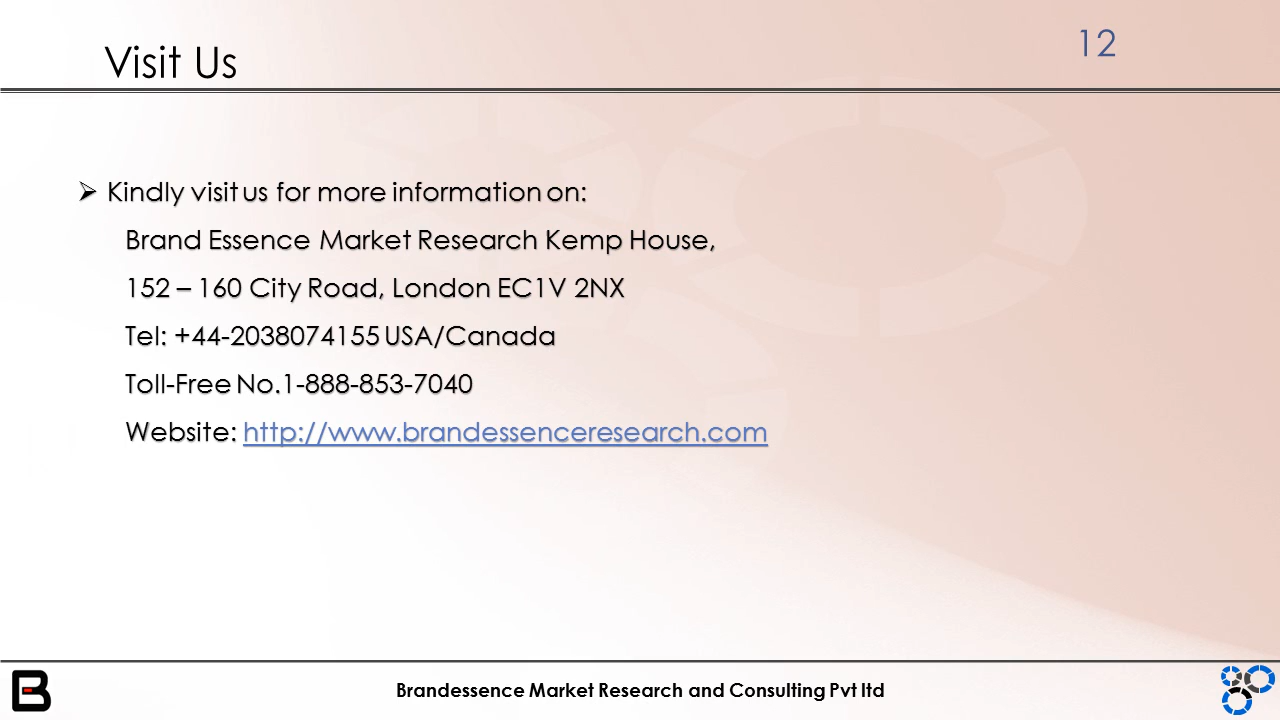 Visit Us
12
Kindly visit us for more information on:
Brand Essence Market Research Kemp House,
152 – 160 City Road, London EC1V 2NX
Tel: +44-2038074155 USA/Canada
Toll-Free No.1-888-853-7040
Website: http://www.brandessenceresearch.com
Brandessence Market Research and Consulting Pvt ltd